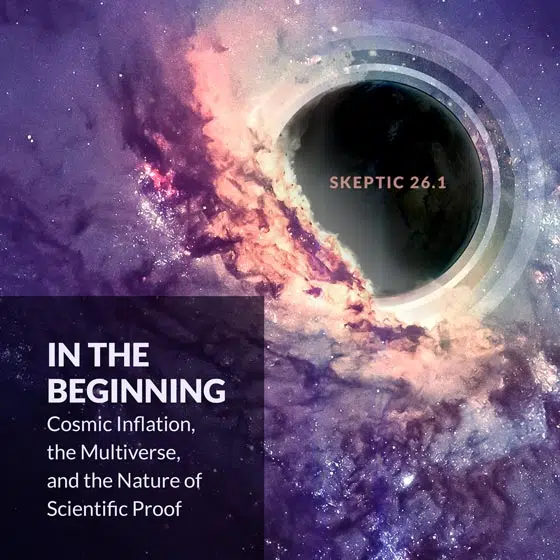 SKEPTIC 26.1
IN THE
BEGINNING
Cosmic Inflation,
the Multiverse,
and the Nature of
Scientific Proof